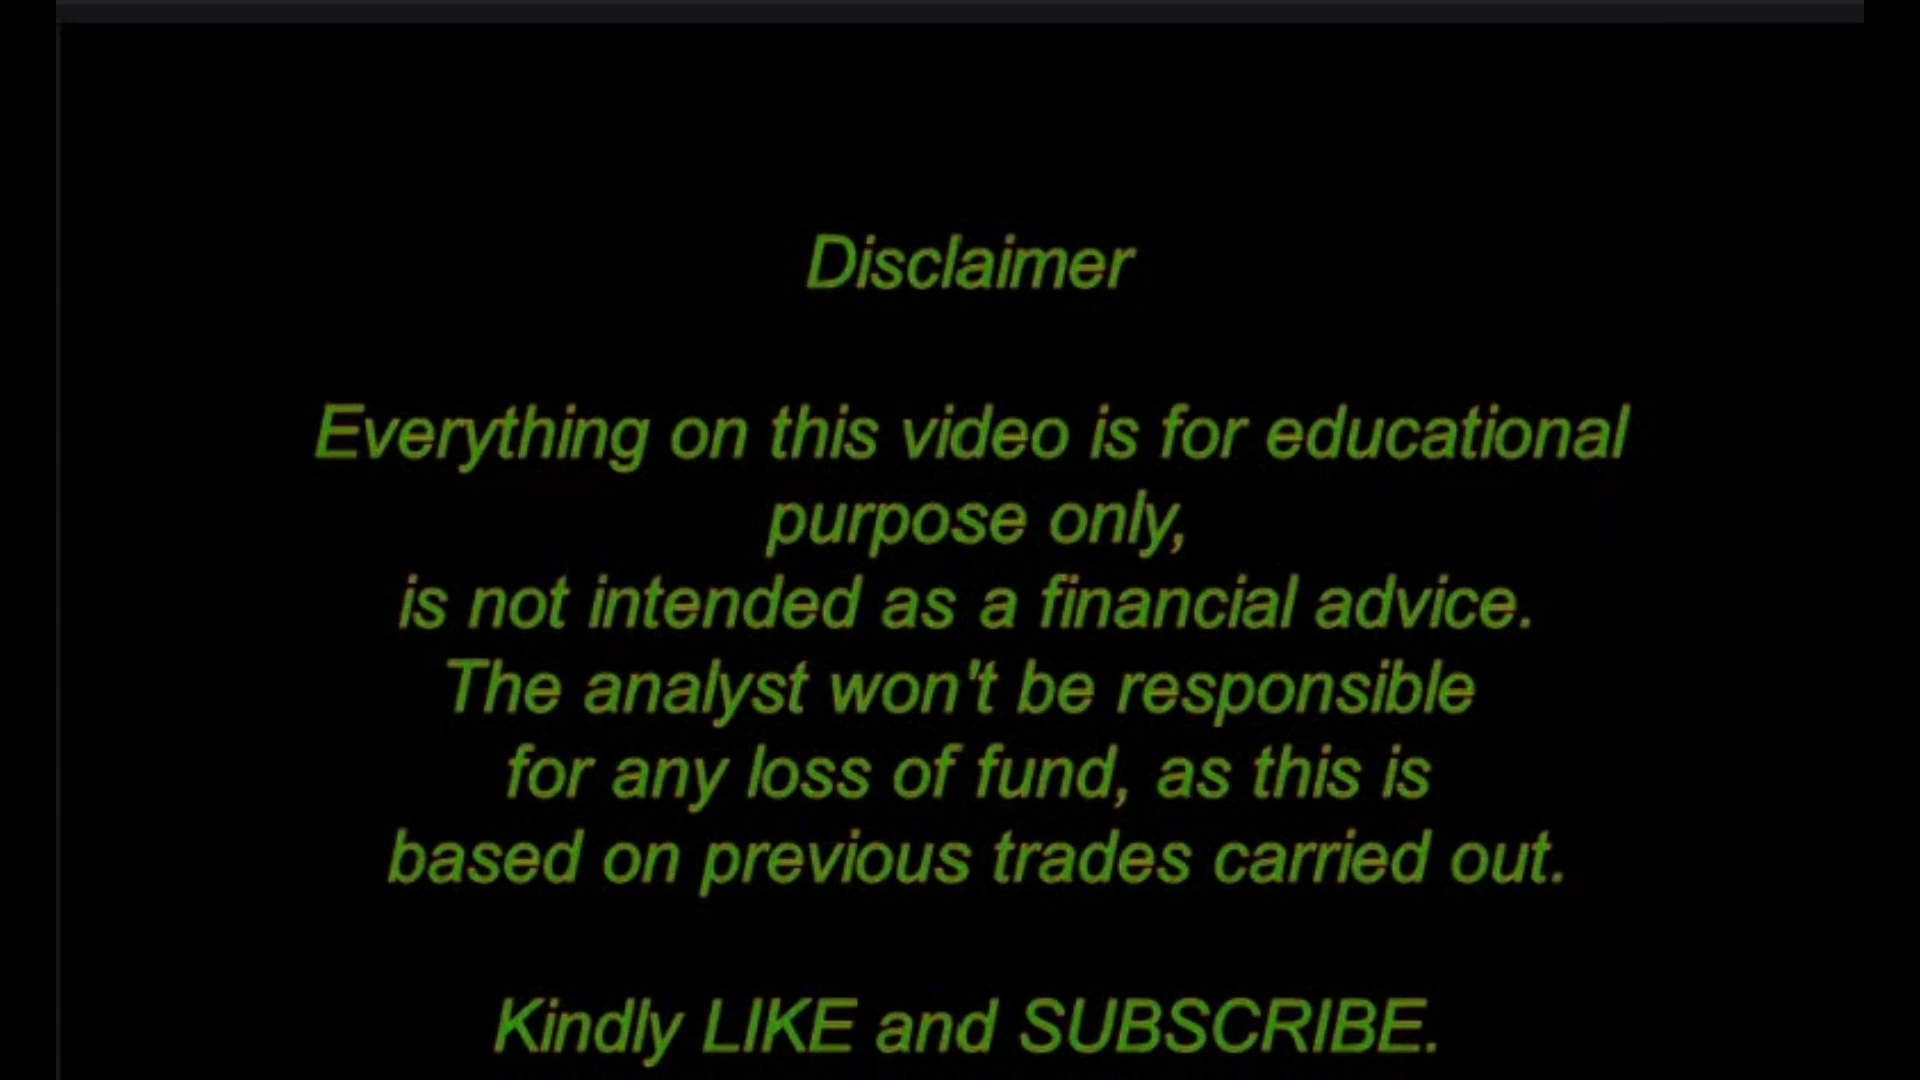 Disclaimer
Everything on this video is for educational
purpose only,
is not intended as a financial advice.
The analyst won't be responsible
for any loss of fund, as this is
based on previous trades carried out.
Kindly LIKE and SUBSCRIBE.